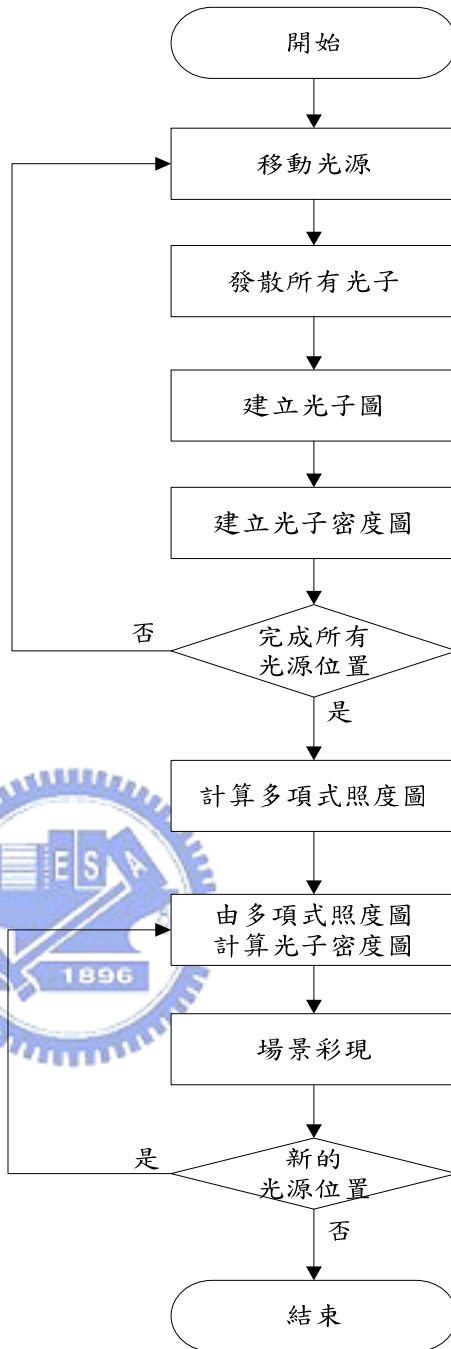 開始
移動光源
發散所有光子
建立光子圖
建立光子密度圖
否
完成所有
光源位置
是
計算多項式照度圖
ESA
由多項式照度圖
計算光子密度圖
1896
場景彩現
是
新的
光源位置
否
結束